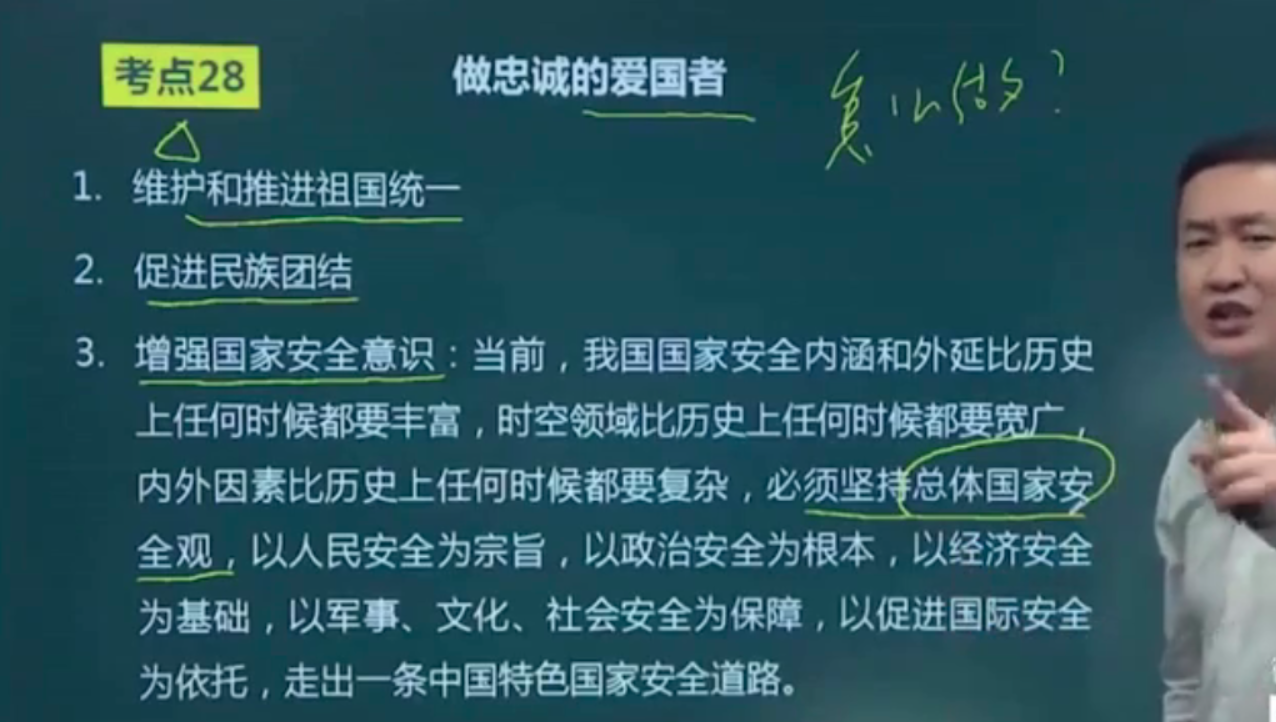 考点28
做忠诚的爱国者
怎么做？
1. 维护和推进祖国统一
2. 促进民族团结
3. 增强国家安全意识：当前，我国国家安全内涵和外延比历史
上任何时候都要丰富，时空领域比历史上任何时候都要宽广，
内外因素比历史上任何时候都要复杂，必须坚持总体国家安
全观，以人民安全为宗旨，以政治安全为根本，以经济安全
为基础，以军事、文化、社会安全为保障，以促进国际安全
为依托，走出一条中国特色国家安全道路。